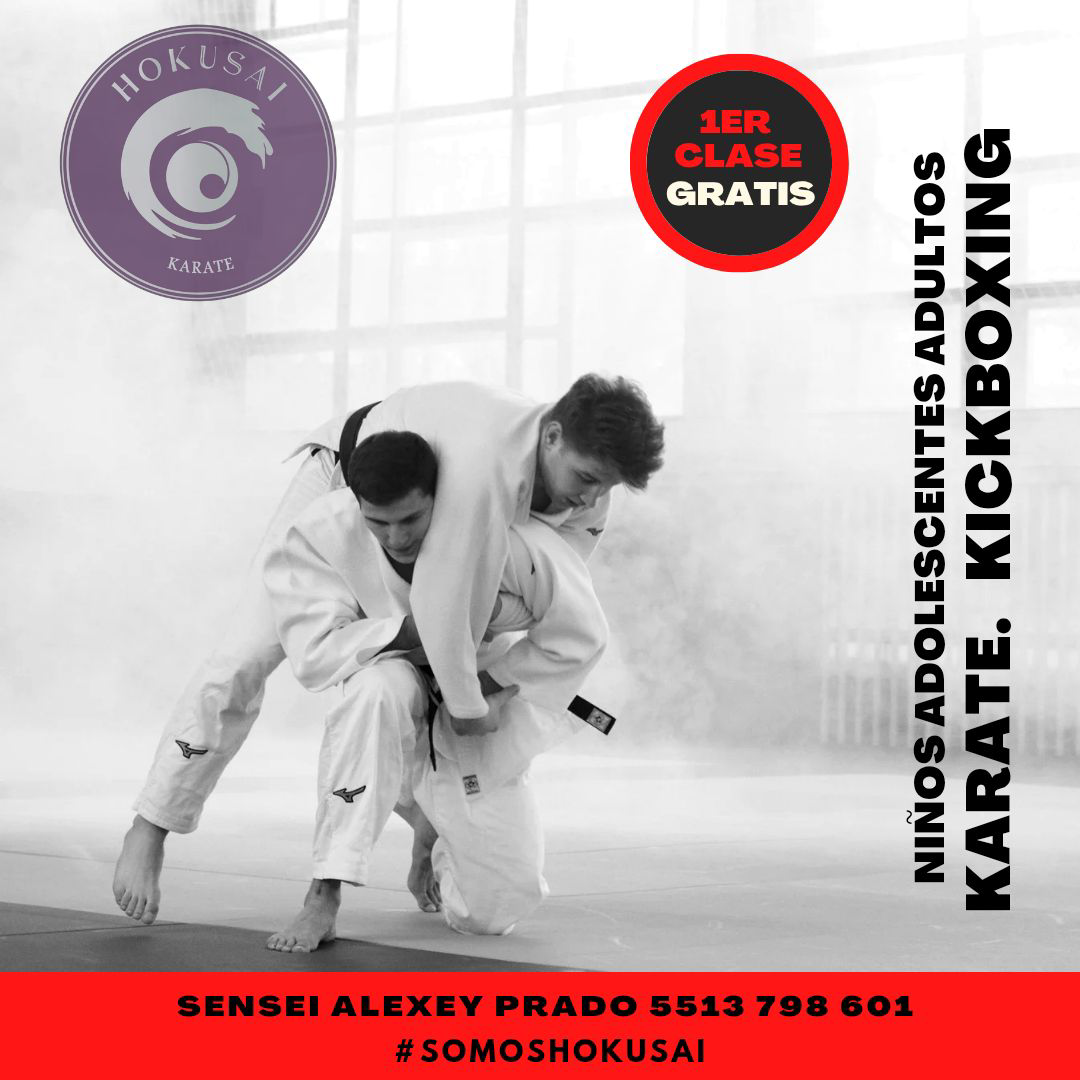 HOKUSAI
KARATE
1ER
CLASE
GRATIS
NIÑOS ADOLESCENTES ADULTOS
KARATE. KICKBOXING
SENSEI ALEXEY PRADO 5513 798 601
#SOMOSHOKUSAI